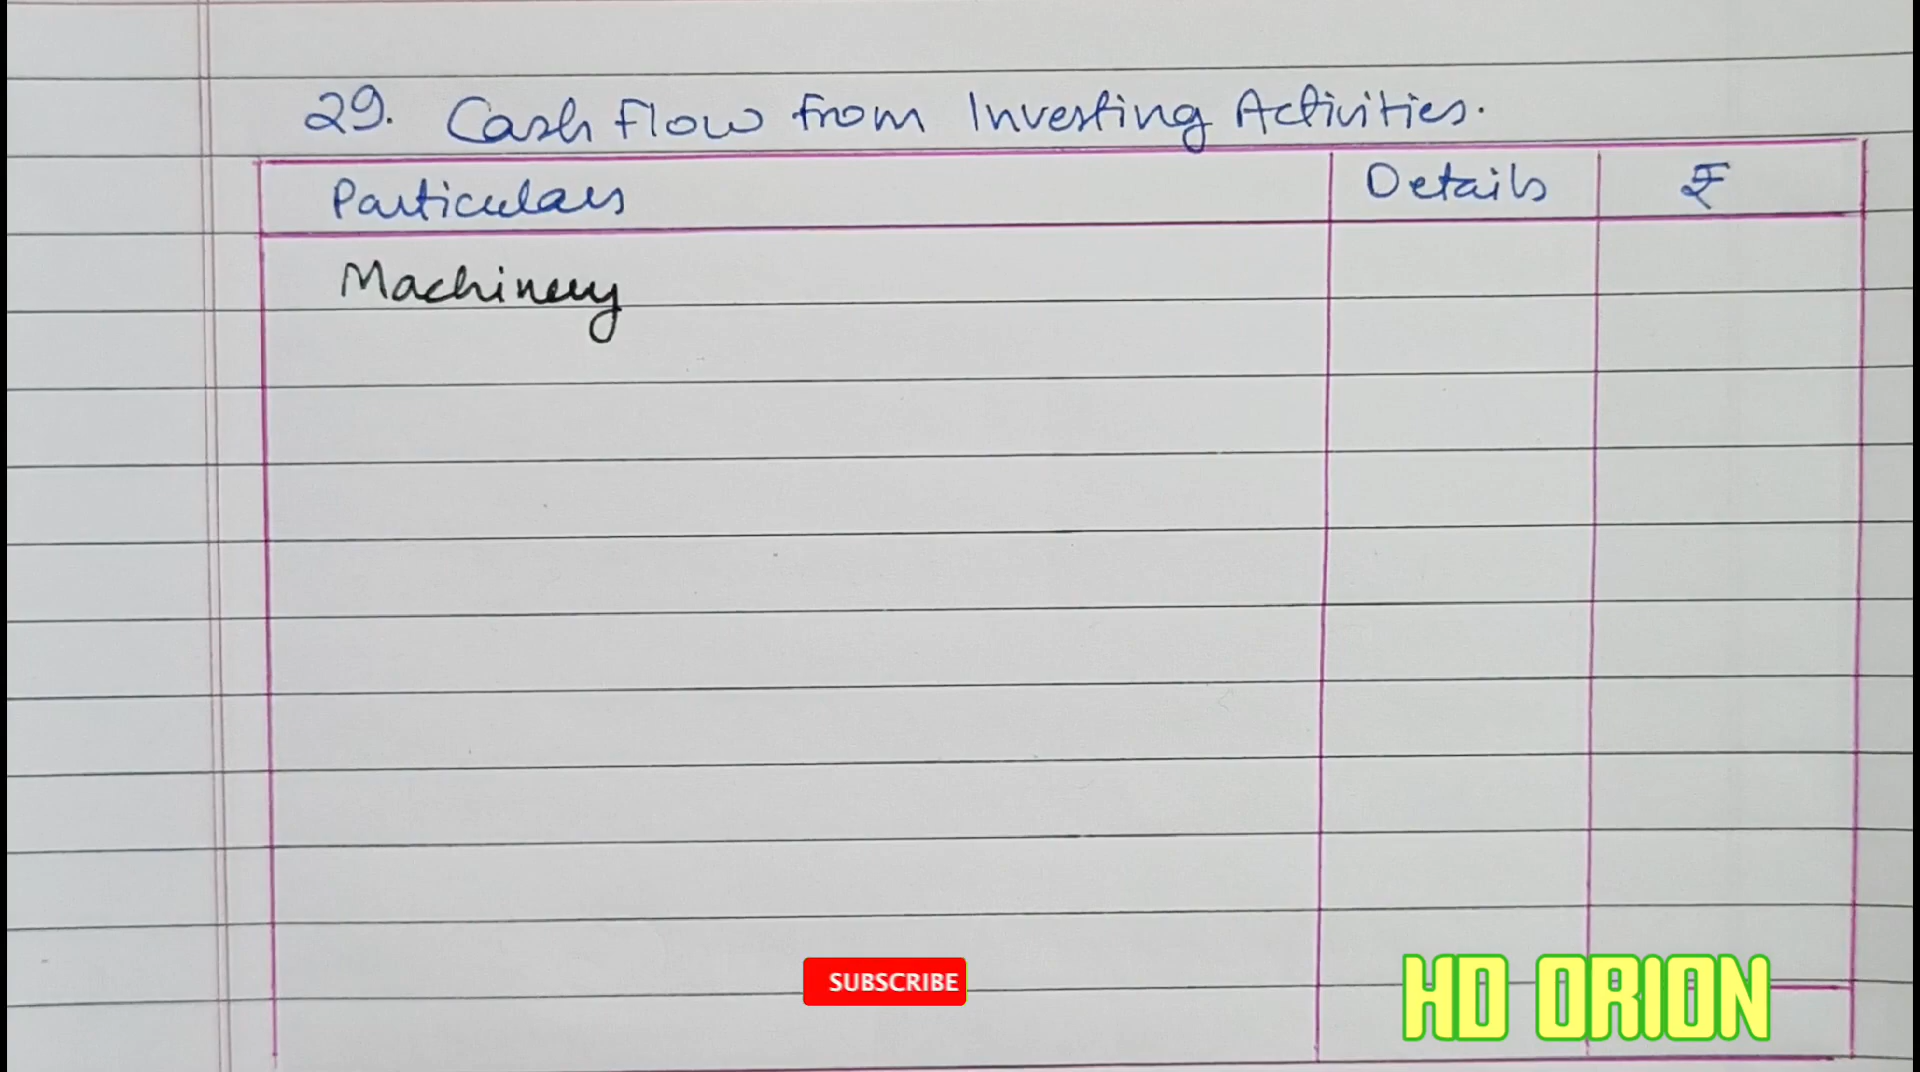 29. Cash Flow from Investing Activities.
Particulars Details ₹
Machinery
SUBSCRIBE
HD ORION